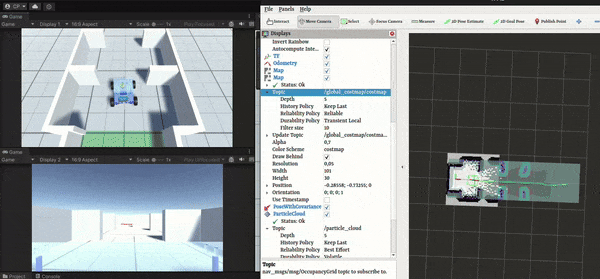 CP
Game
Display 1
16:9 Aspect
Scale
1x
Play Focused
Game
Display 2
16:9 Aspect
Scale
1x
Project
Console
File
Panels
Help
Interact
Move Camera
Select
Focus Camera
Measure
2D Pose Estimate
2D Goal Pose
Publish Point
Displays
Invert Rainbow
Autocompute Inte...
TF
Odometry
Map
Map
Status: Ok
Topic /global_costmap/costmap
Depth 5
History Policy Keep Last
Reliability Policy Reliable
Durability Policy Transient Local
Filter size 10
Update Topic /global_costmap/costma...
Alpha 0,7
Color Scheme costmap
Draw Behind
Resolution 0,05
Width 101
Height 30
Position -0.28558; -0.73255; 0
Orientation 0; 0; 0; 1
Use Timestamp
PoseWithCovariance
ParticleCloud
Status: Ok
Topic /particle_cloud
Depth 5
History Policy Keep Last
Reliability Policy Best Effort
Durability Policy Volatile
Topic
nav_msgs/msg/OccupancyGrid topic to subscribe to.